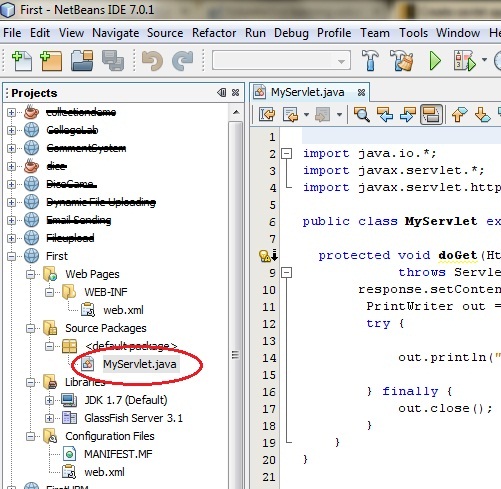 First - NetBeans IDE 7.0.1
File Edit View Navigate Source Refactor Run Debug Profile Team Tools Window
Projects
MyServlet.java
collectiondemo
CollegeLab
CommentSystem
dice
DiceGame
Dynamic File Uploading
Email Sending
Fileupload
First
Web Pages
WEB-INF
web.xml
Source Packages
<default package>
MyServlet.java
Libraries
JDK 1.7 (Default)
GlassFish Server 3.1
Configuration Files
MANIFEST.MF
web.xml
1
2 import java.io.*;
3 import javax.servlet.*;
4 import javax.servlet.http
5
6 public class MyServlet ex
7
protected void doGet(Ht
9 throws Servle
10 response.setConten
11 PrintWriter out =
12 try {
13
14 out.println("
15
16 } finally {
17 out.close();
18 }
19 }
20 }
21